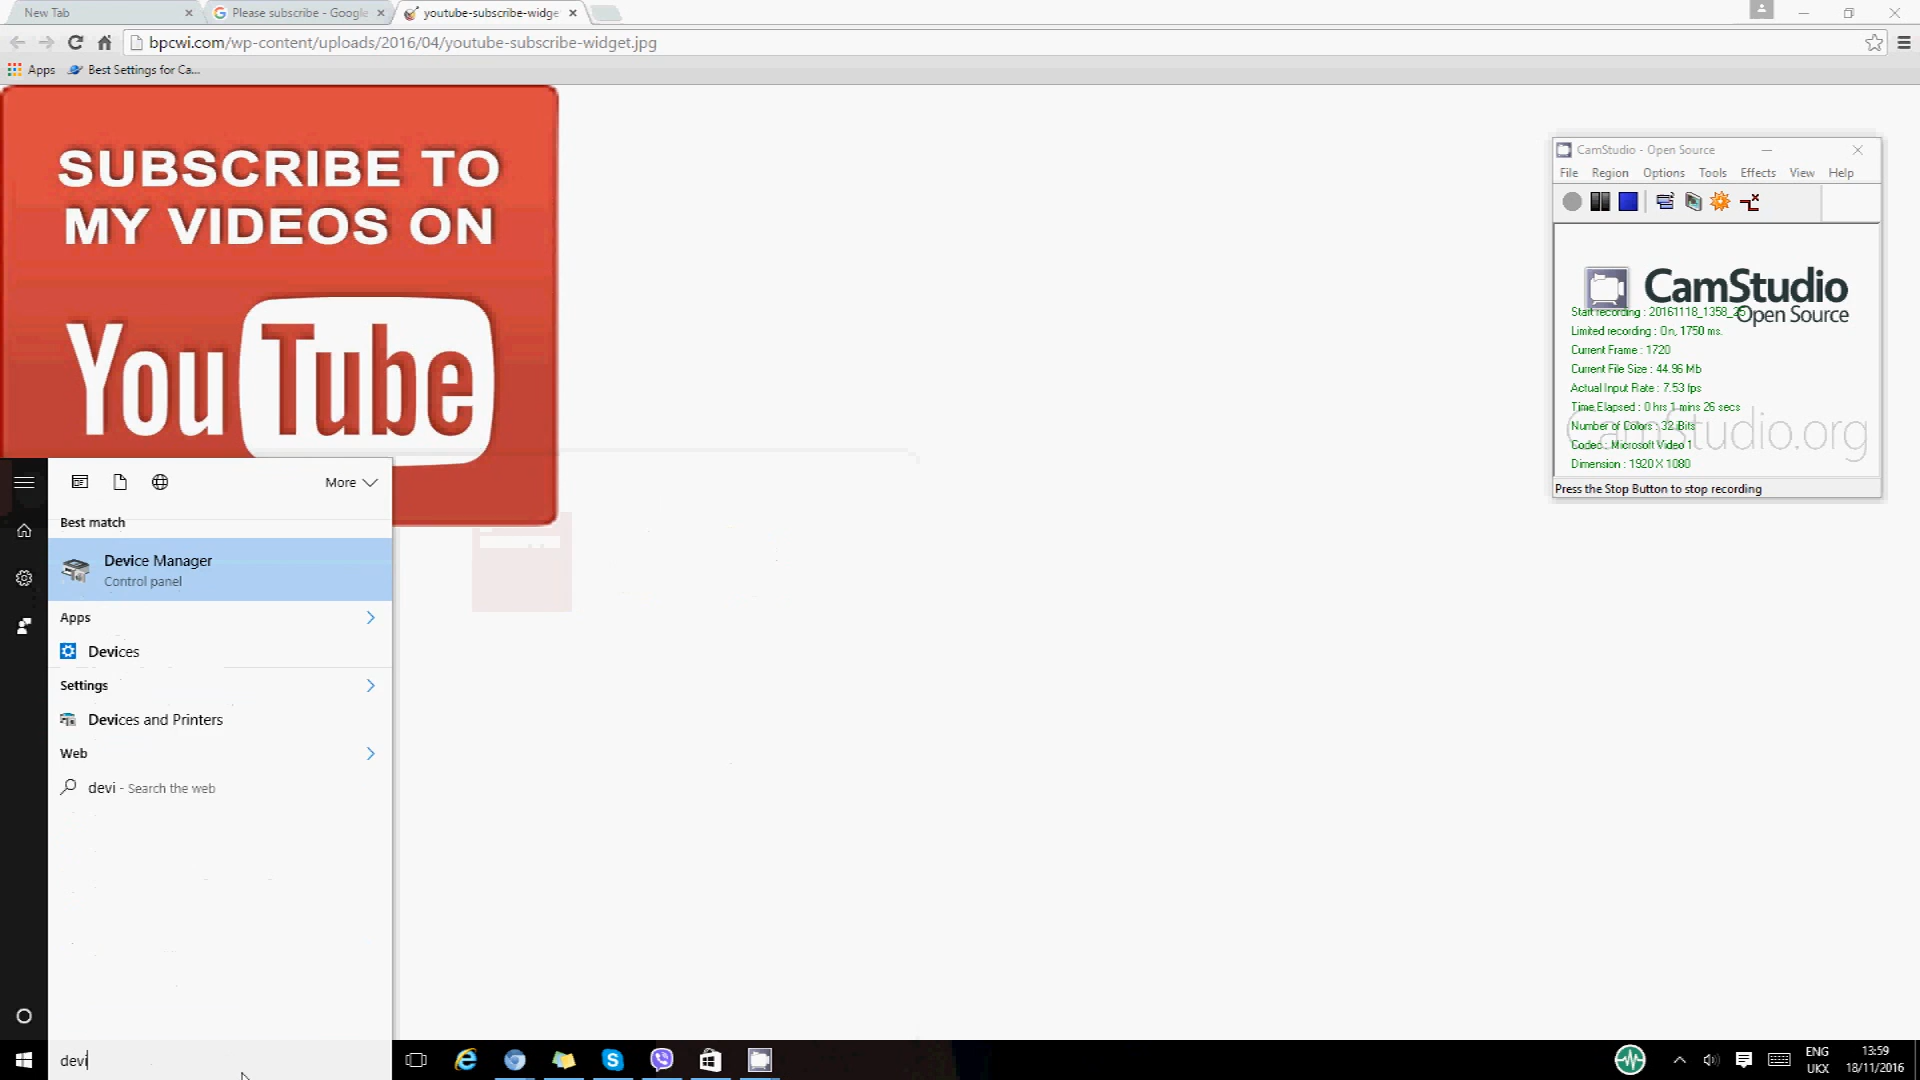 New Tab
Please subscribe - Google
youtube-subscribe-widge
bpcwi.com/wp-content/uploads/2016/04/youtube-subscribe-widget.jpg
Apps
Best Settings for Ca...
SUBSCRIBE TO
MY VIDEOS ON
YouTube
CamStudio - Open Source
File Region Options Tools Effects View Help
CamStudio
Open Source
Start recording : 20161118_1358_25
Limited recording : On, 1750 ms.
Current Frame : 1720
Current File Size : 44.96 Mb
Actual Input Rate : 7.53 fps
Time Elapsed : 0 hrs 1 mins 26 secs
Number of Colors : 32 Bits
CamStudio.org
Codec : Microsoft Video 1
Dimension : 1920 X 1080
Press the Stop Button to stop recording
More
Best match
Device Manager
Control panel
Apps
Devices
Settings
Devices and Printers
Web
devi - Search the web
devi
ENG
UKX
13:59
18/11/2016